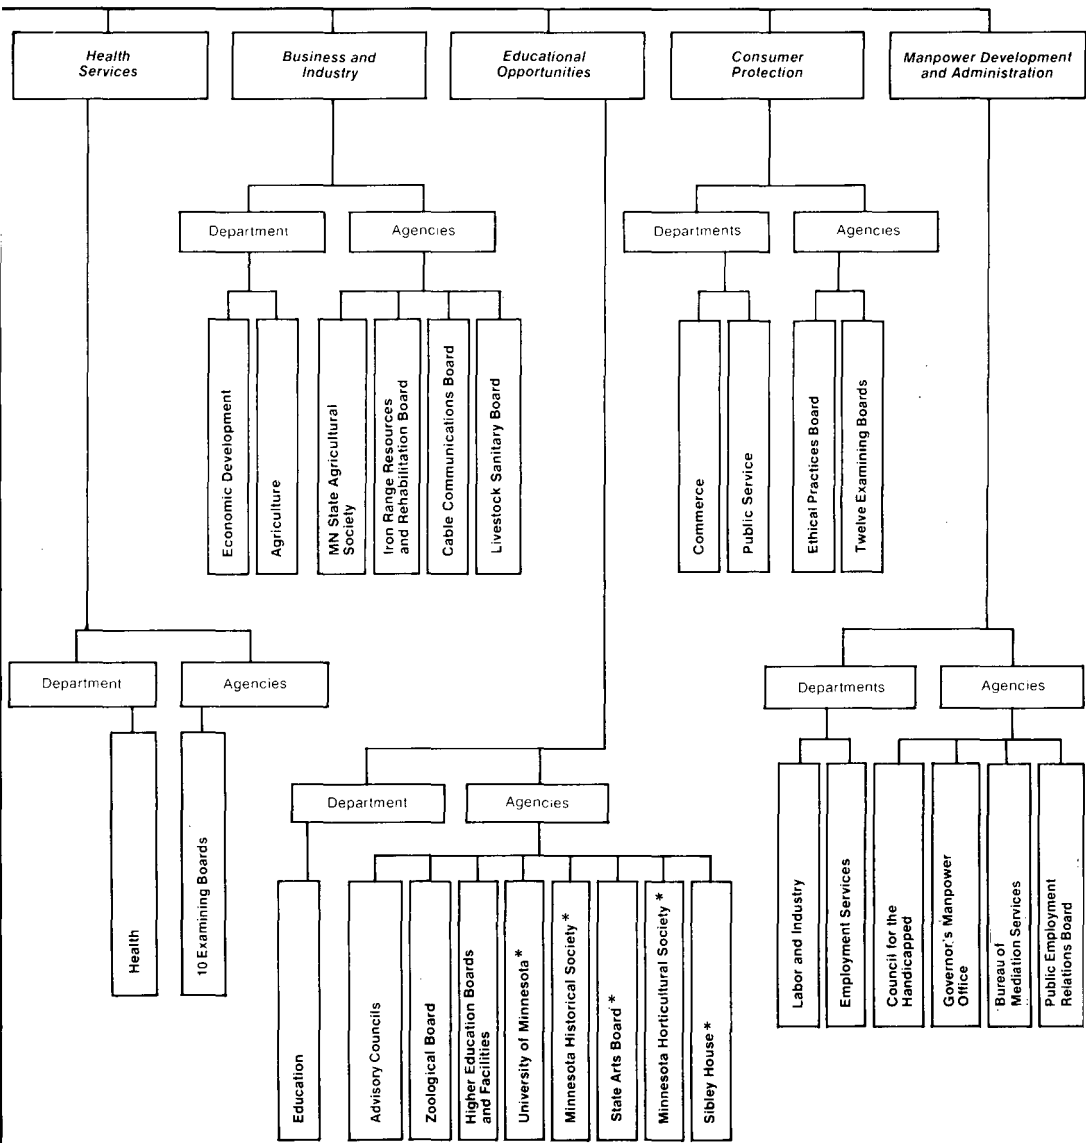 Health
Services
Business and
Industry
Educational
Opportunities
Consumer
Protection
Manpower Development
and Administration
Department
Agencies
Departments
Agencies
Economic Development
Agriculture
MN State Agricultural
Society
Iron Range Resources
and Rehabilitation Board
Cable Communications Board
Livestock Sanitary Board
Commerce
Public Service
Ethical Practices Board
Twelve Examining Boards
Department
Agencies
Departments
Agencies
Health
10 Examining Boards
Department
Agencies
Labor and Industry
Employment Services
Council for the
Handicapped
Governor's Manpower
Office
Bureau of
Mediation Services
Public Employment
Relations Board
Education
Advisory Councils
Zoological Board
Higher Education Boards
and Facilities
University of Minnesota*
Minnesota Historical Society*
State Arts Board*
Minnesota Horticultural Society*
Sibley House*